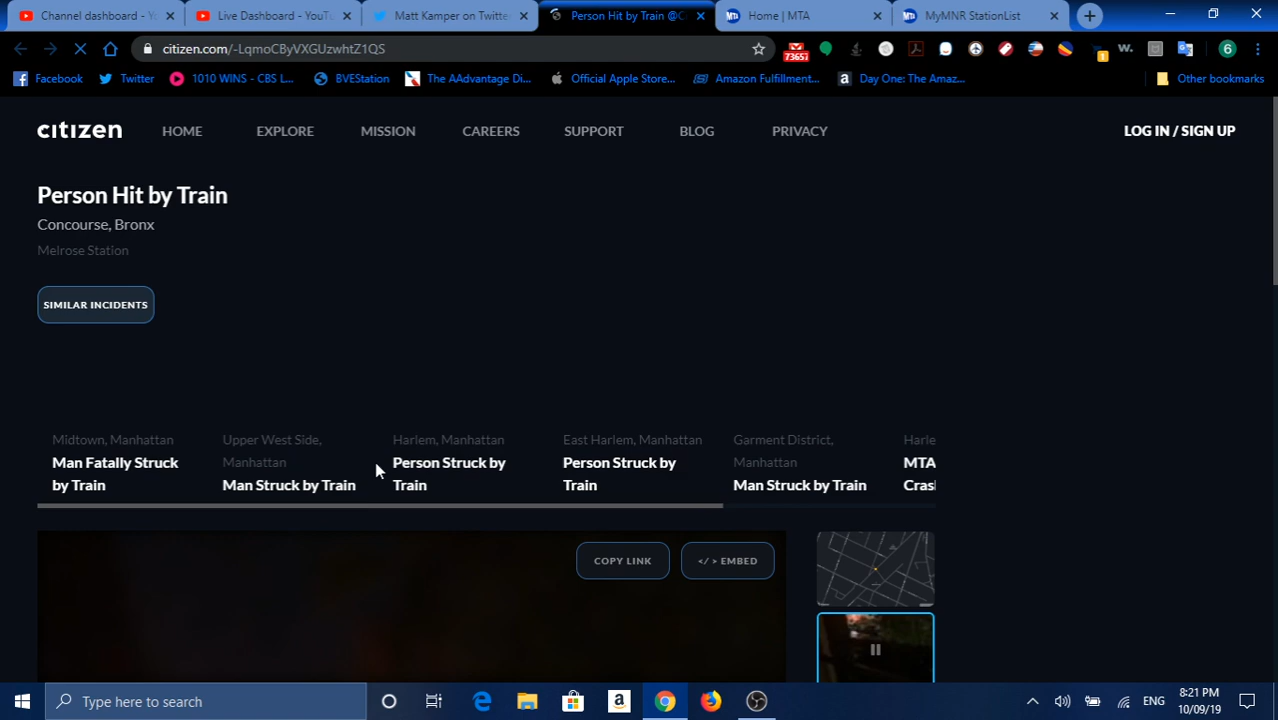 Channel dashboard - Y
Live Dashboard - YouTu
Matt Kamper on Twitte
Person Hit by Train @C
Home | MTA
MyMNR StationList
citizen.com/-LqmoCByVXGUzwhtZ1QS
73651
6
Facebook
Twitter
1010 WINS - CBS L...
BVEStation
The AAdvantage Di...
Official Apple Store...
Amazon Fulfillment...
Day One: The Amaz...
Other bookmarks
citizen
HOME
EXPLORE
MISSION
CAREERS
SUPPORT
BLOG
PRIVACY
LOG IN / SIGN UP
Person Hit by Train
Concourse, Bronx
Melrose Station
SIMILAR INCIDENTS
Midtown, Manhattan
Man Fatally Struck
by Train
Upper West Side,
Manhattan
Man Struck by Train
Harlem, Manhattan
Person Struck by
Train
East Harlem, Manhattan
Person Struck by
Train
Garment District,
Manhattan
Man Struck by Train
Harle
MTA
Cras
COPY LINK
</> EMBED
Type here to search
ENG
8:21 PM
10/09/19